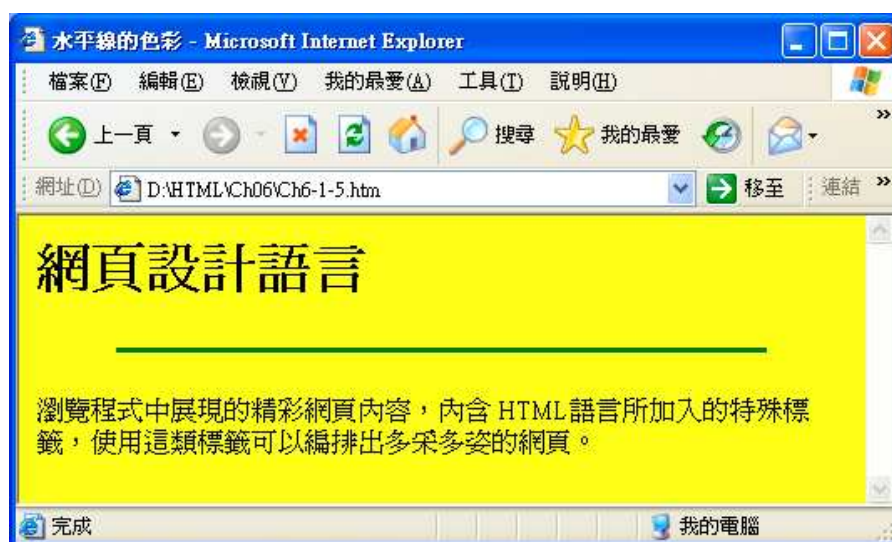 水平線的色彩 - Microsoft Internet Explorer
檔案(F) 編輯(E) 檢視(V) 我的最愛(A) 工具(T) 說明(H)
上一頁 搜尋 我的最愛 »
網址(D) D:\HTML\Ch06\Ch6-1-5.htm 移至 連結 »
網頁設計語言
瀏覽程式中展現的精彩網頁內容,內含 HTML 語言所加入的特殊標
籤,使用這類標籤可以編排出多采多姿的網頁。
完成 我的電腦